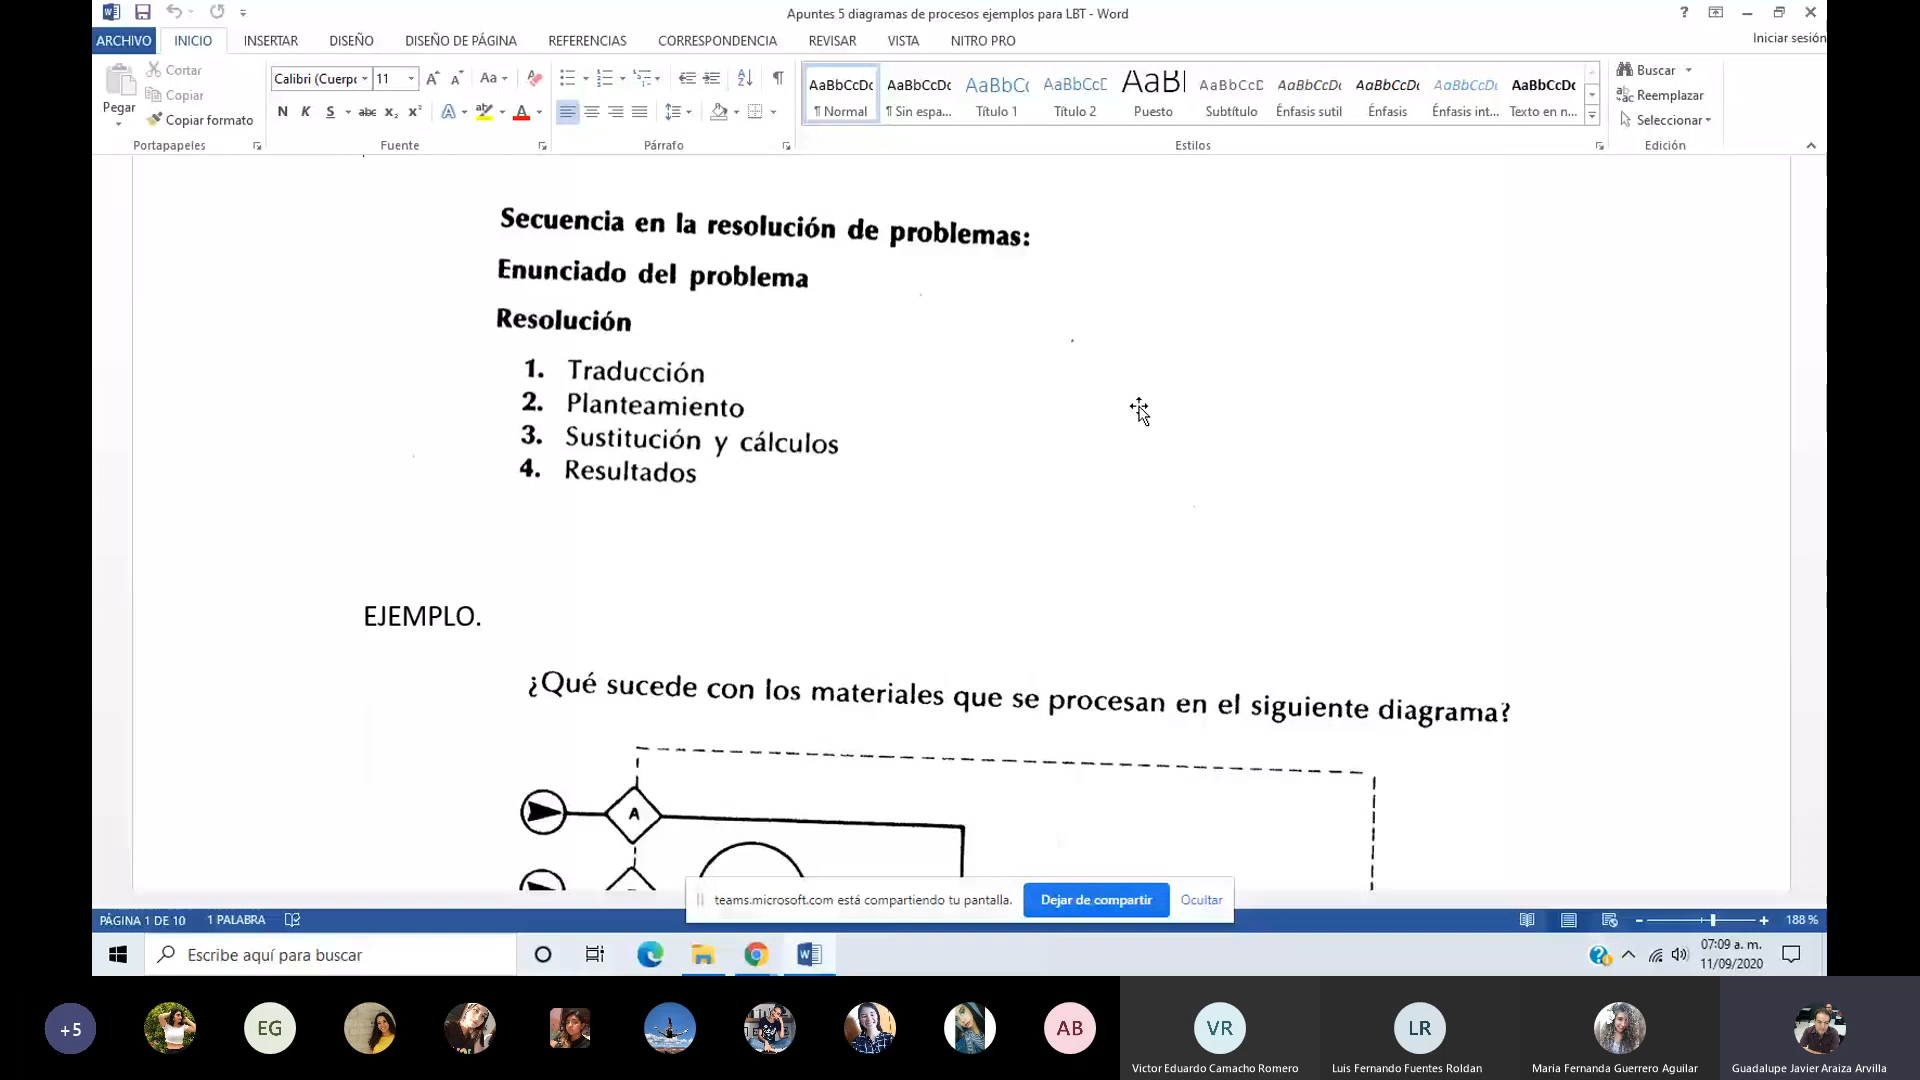 Apuntes 5 diagramas de procesos ejemplos para LBT - Word
?
ARCHIVO INICIO INSERTAR DISEÑO DISEÑO DE PÁGINA REFERENCIAS CORRESPONDENCIA REVISAR VISTA NITRO PRO
Iniciar sesión
Pegar
Cortar
Copiar
Copiar formato
Portapapeles
Calibri (Cuerpo 11
Aa
N K S abc x₂ x² A A
Fuente
Párrafo
AaBbCcDc AaBbCcDc AaBbCc AaBbCcD AaBl AaBbCcD AaBbCcDc AaBbCcDc AaBbCcDc AaBbCcDc
¶ Normal ¶ Sin espa... Título 1 Título 2 Puesto Subtítulo Énfasis sutil Énfasis Énfasis int... Texto en n...
Estilos
Buscar
Reemplazar
Seleccionar
Edición
Secuencia en la resolución de problemas:
Enunciado del problema
Resolución
1. Traducción
2. Planteamiento
3. Sustitución y cálculos
4. Resultados
EJEMPLO.
¿Qué sucede con los materiales que se procesan en el siguiente diagrama?
A
teams.microsoft.com está compartiendo tu pantalla. Dejar de compartir Ocultar
PÁGINA 1 DE 10 1 PALABRA
188 %
Escribe aquí para buscar
07:09 a. m.
11/09/2020
+5 EG AB VR LR
Victor Eduardo Camacho Romero Luis Fernando Fuentes Roldan Maria Fernanda Guerrero Aguilar Guadalupe Javier Araiza Arvilla